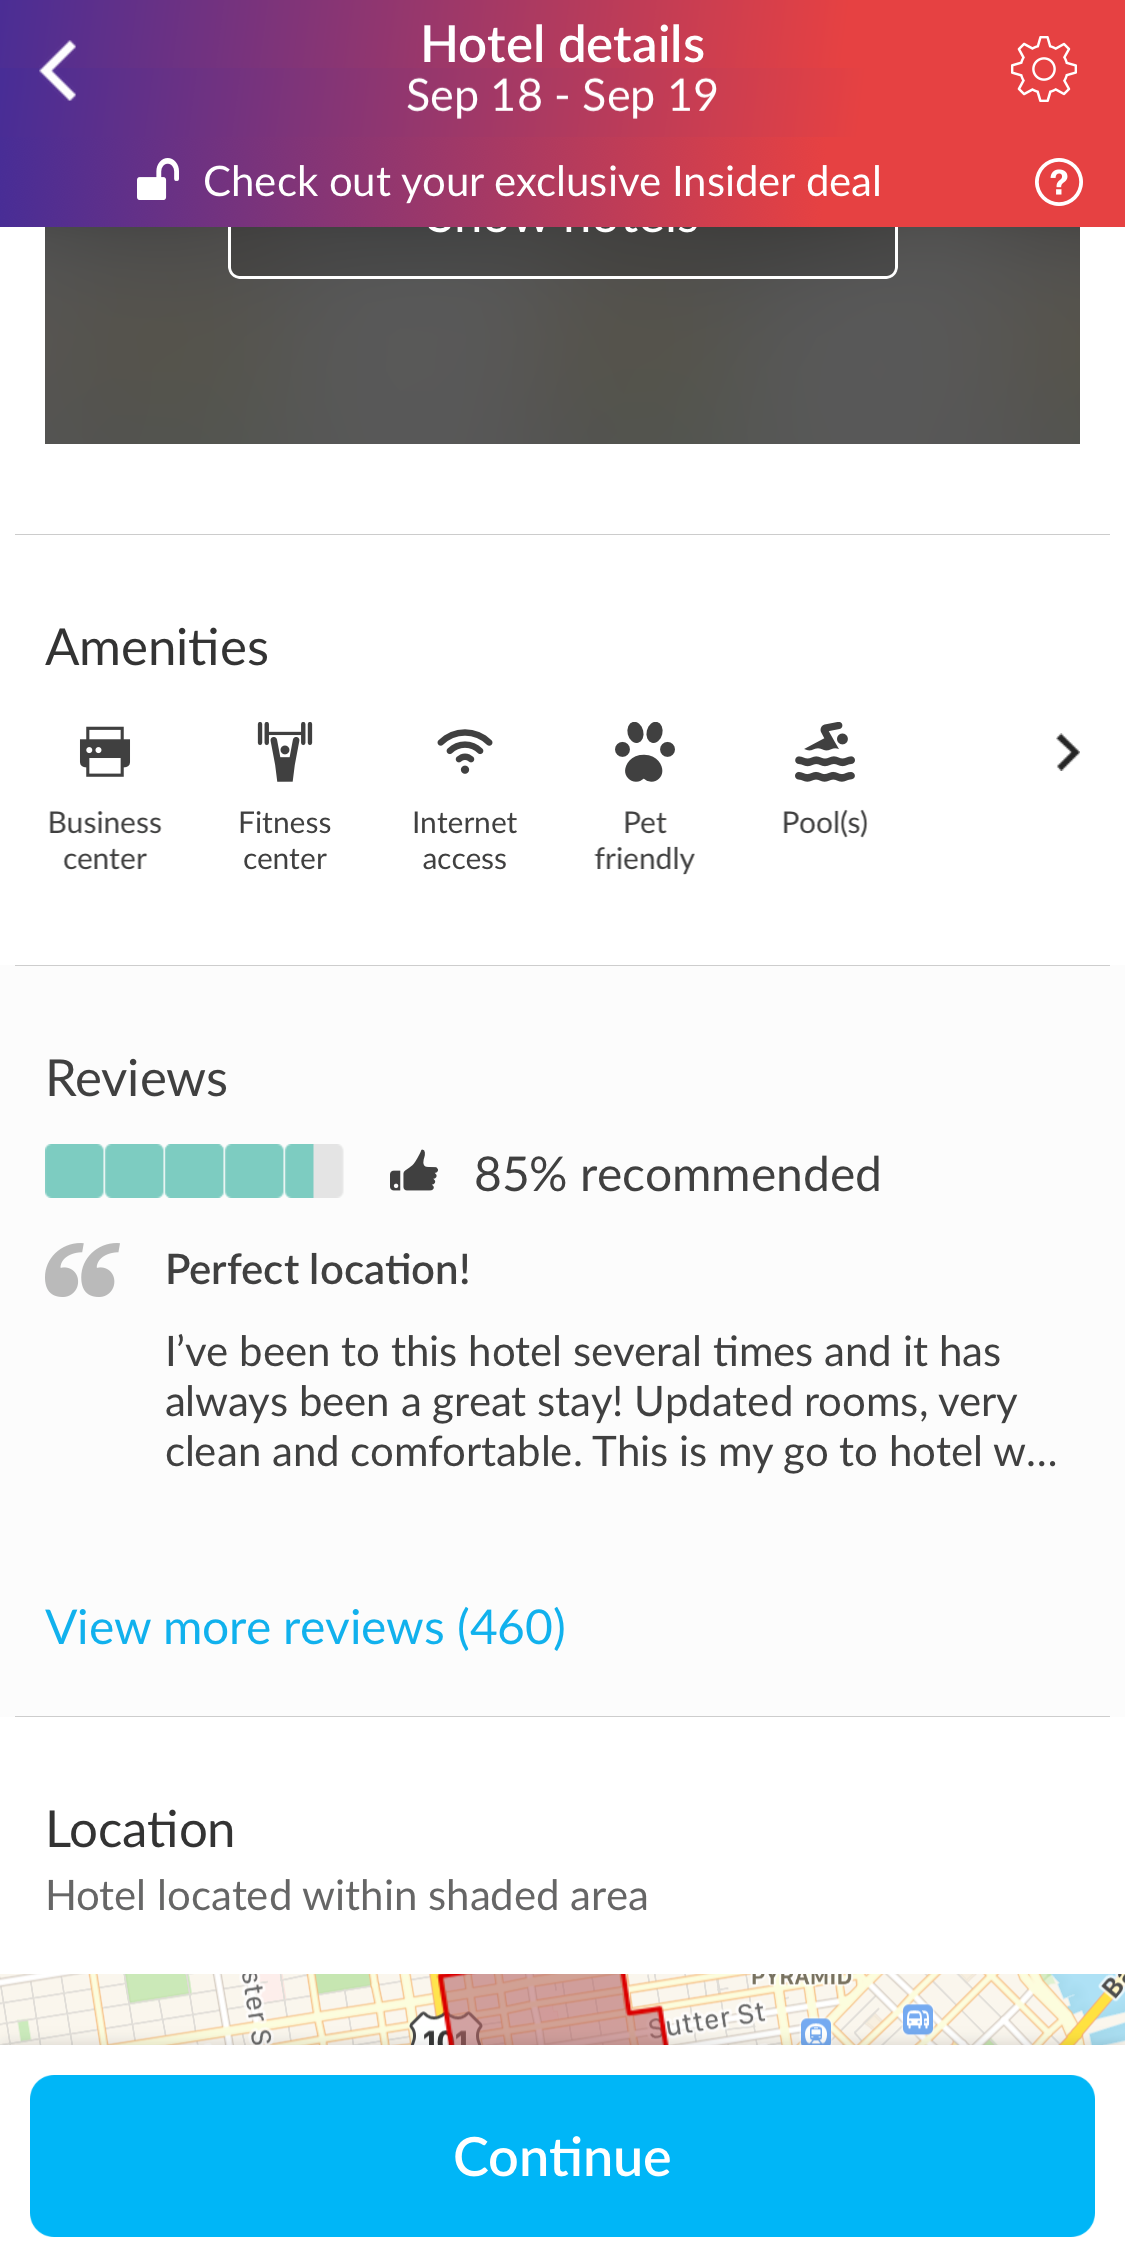 Hotel details
Sep 18 - Sep 19
Check out your exclusive Insider deal
?
Show hotels
Amenities
Business center
Fitness center
Internet access
Pet friendly
Pool(s)
Reviews
85% recommended
Perfect location!
I've been to this hotel several times and it has
always been a great stay! Updated rooms, very
clean and comfortable. This is my go to hotel w...
View more reviews (460)
Location
Hotel located within shaded area
PYRAMID
Sutter St
101
Continue